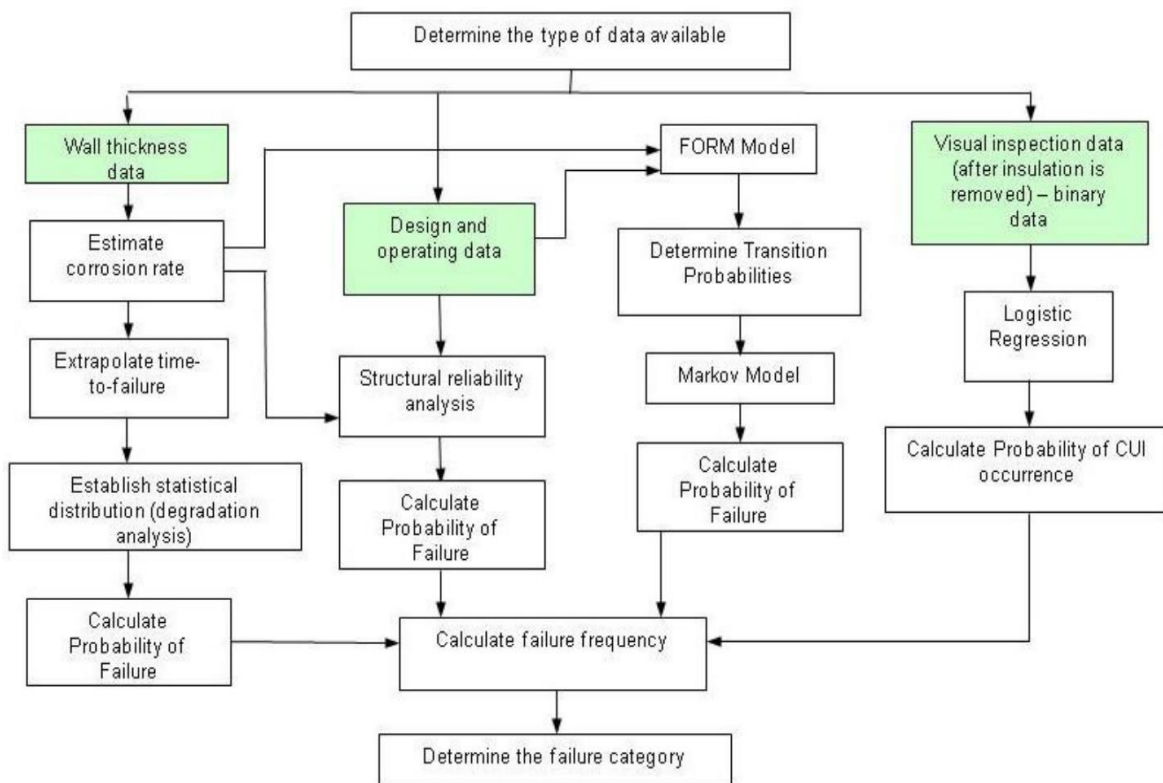 Determine the type of data available
Wall thickness
data
Estimate
corrosion rate
Extrapolate time-
to-failure
Establish statistical
distribution (degradation
analysis)
Calculate
Probability of
Failure
Design and
operating data
Structural reliability
analysis
Calculate
Probability of
Failure
FORM Model
Determine Transition
Probabilities
Markov Model
Calculate
Probability of
Failure
Visual inspection data
(after insulation is
removed) – binary
data
Logistic
Regression
Calculate Probability of CUI
occurrence
Calculate failure frequency
Determine the failure category